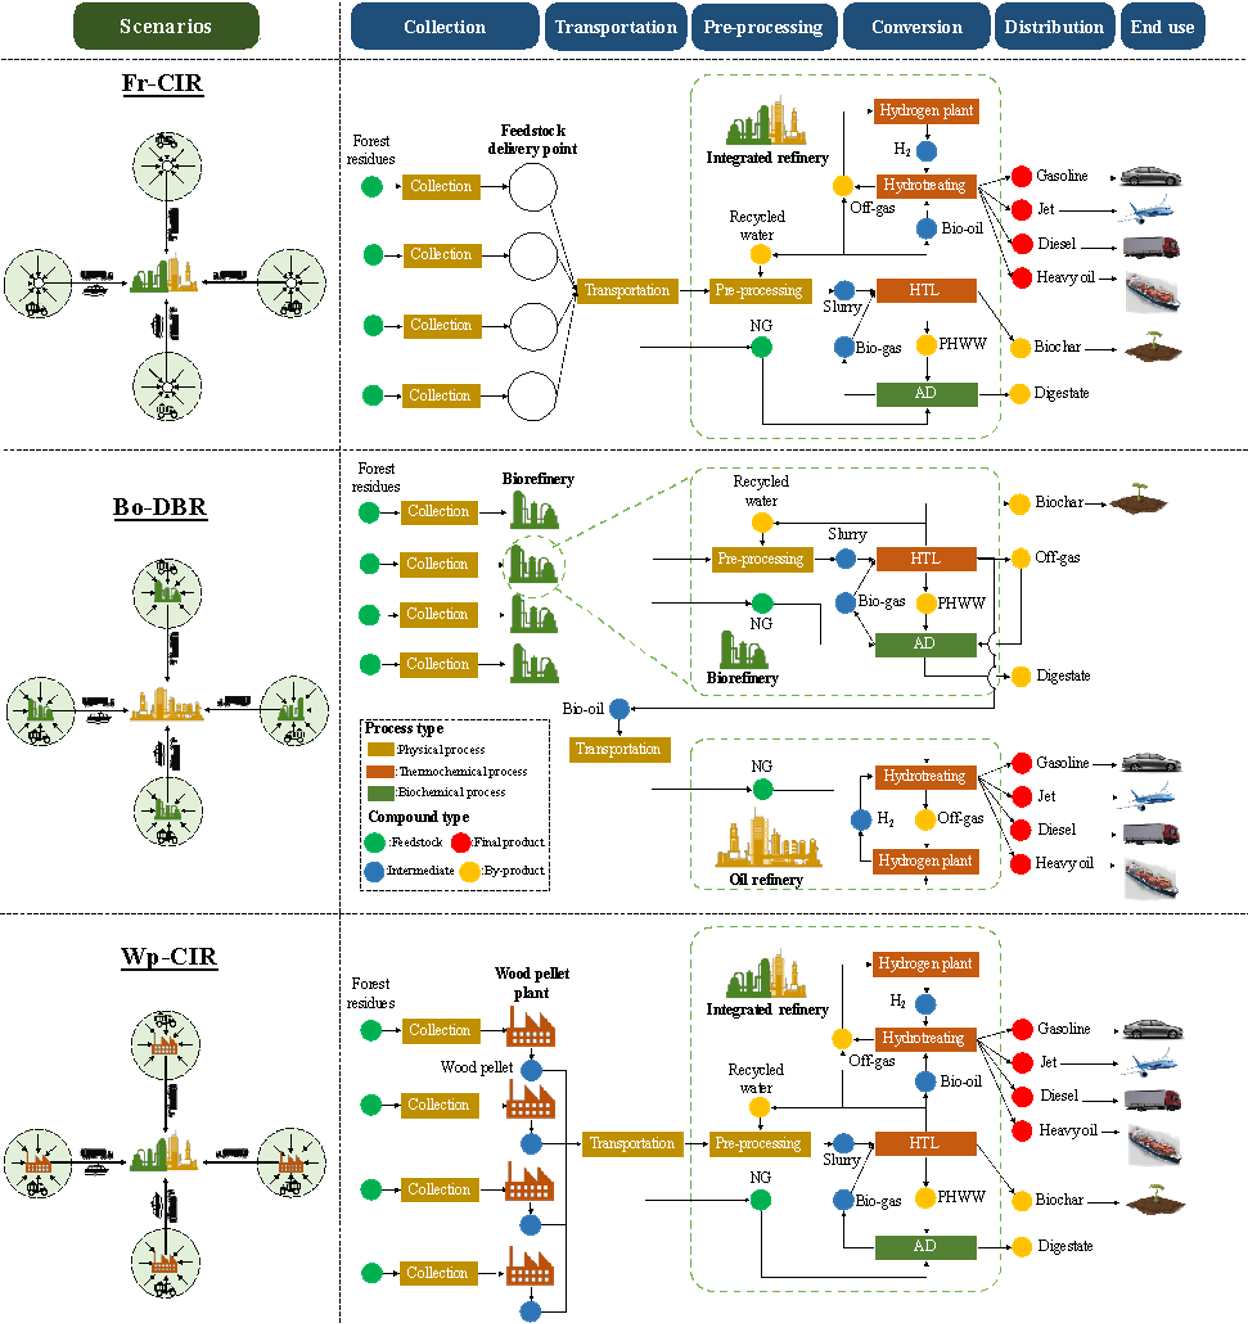 Scenarios
Collection
Transportation
Pre-processing
Conversion
Distribution
End use
Fr-CIR
Forest
residues
Feedstock
delivery point
Collection
Collection
Collection
Collection
Transportation
Integrated refinery
Recycled
water
Pre-processing
NG
Hydrogen plant
H2
Hydrotreating
Off-gas
Bio-oil
Slurry
HTL
Bio-gas
PHWW
AD
Gasoline
Jet
Diesel
Heavy oil
Biochar
Digestate
Bo-DBR
Forest
residues
Biorefinery
Collection
Collection
Collection
Collection
Recycled
water
Pre-processing
Slurry
HTL
NG
Bio-gas
PHWW
AD
Biorefinery
Biochar
Off-gas
Digestate
Bio-oil
Transportation
Process type
:Physical process
:Thermochemical process
:Biochemical process
Compound type
:Feedstock
:Final product
:Intermediate
:By-product
NG
Oil refinery
Hydrotreating
H2
Off-gas
Hydrogen plant
Gasoline
Jet
Diesel
Heavy oil
Wp-CIR
Forest
residues
Wood pellet
plant
Collection
Wood pellet
Collection
Collection
Collection
Transportation
Integrated refinery
Recycled
water
Pre-processing
NG
Hydrogen plant
H2
Hydrotreating
Off-gas
Bio-oil
Slurry
HTL
Bio-gas
PHWW
AD
Gasoline
Jet
Diesel
Heavy oil
Biochar
Digestate